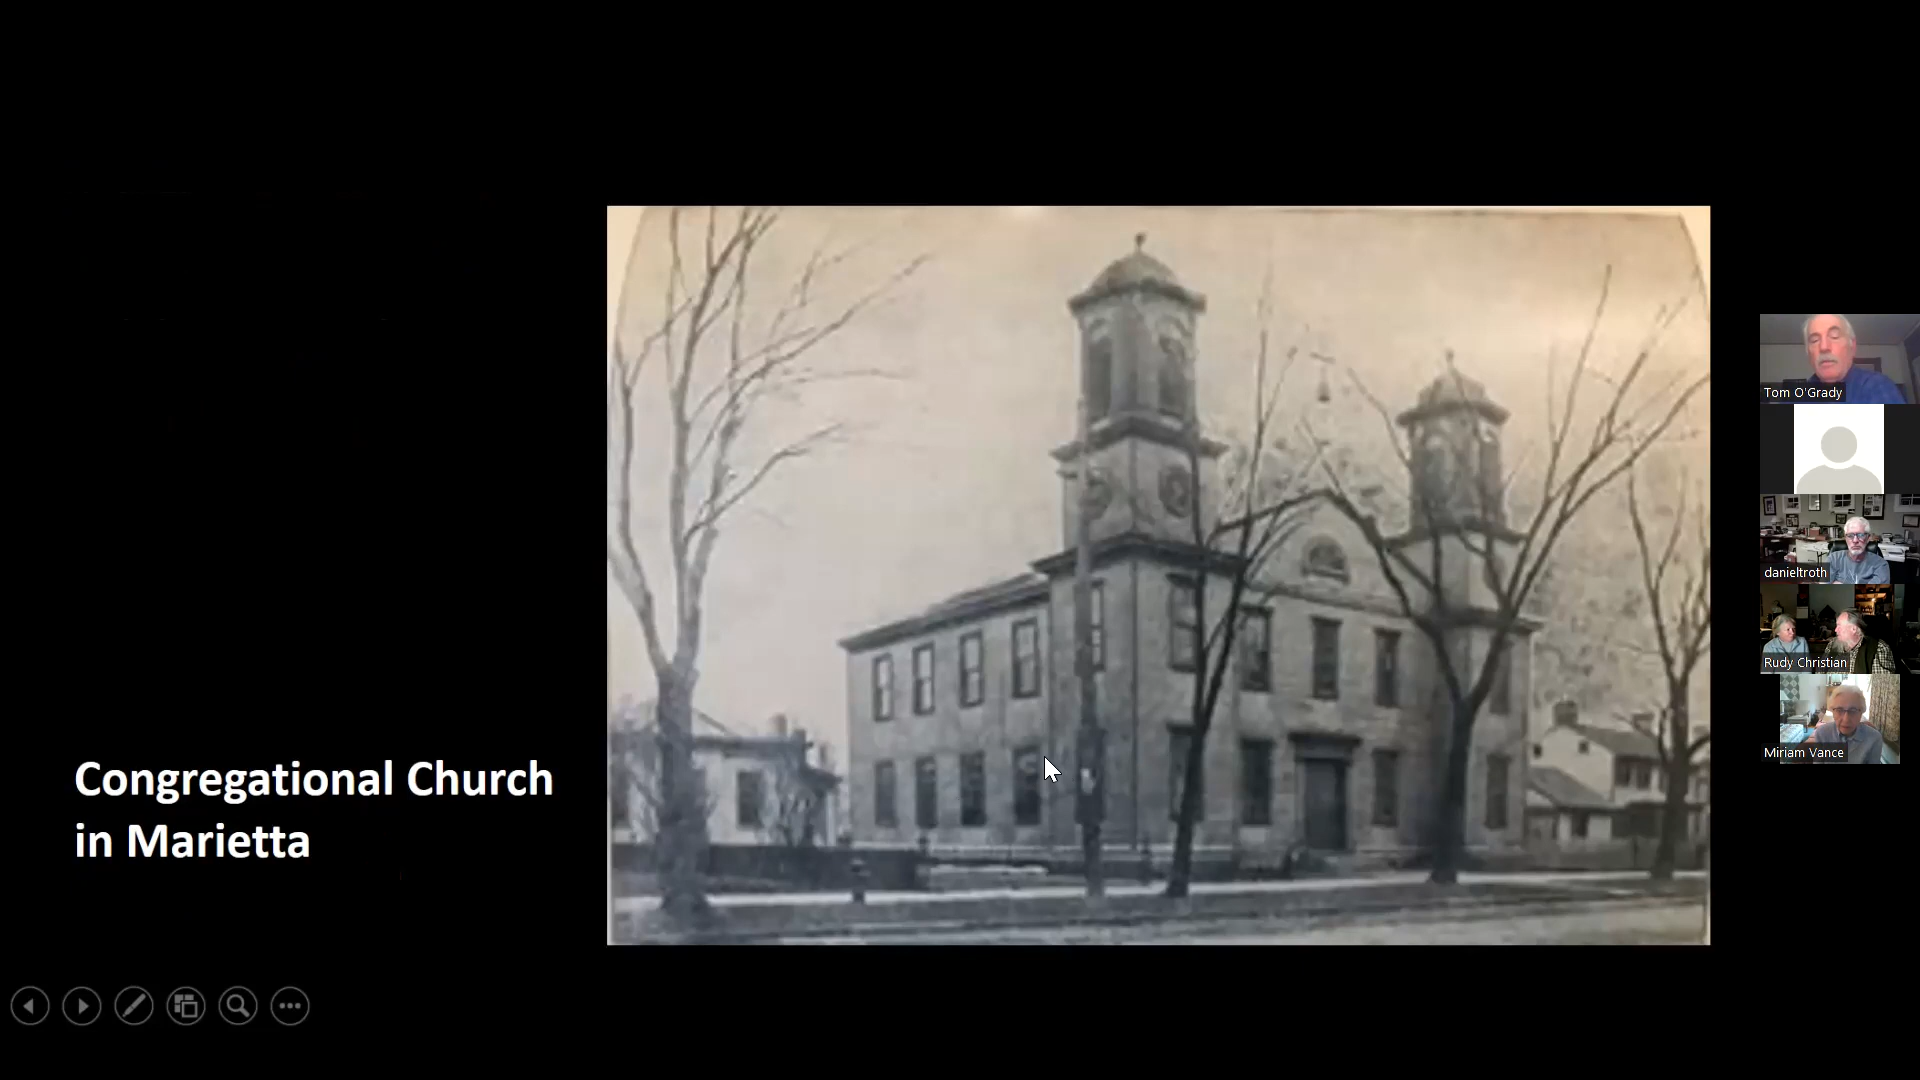 Congregational Church
in Marietta
Tom O'Grady
danieltroth
Rudy Christian
Miriam Vance